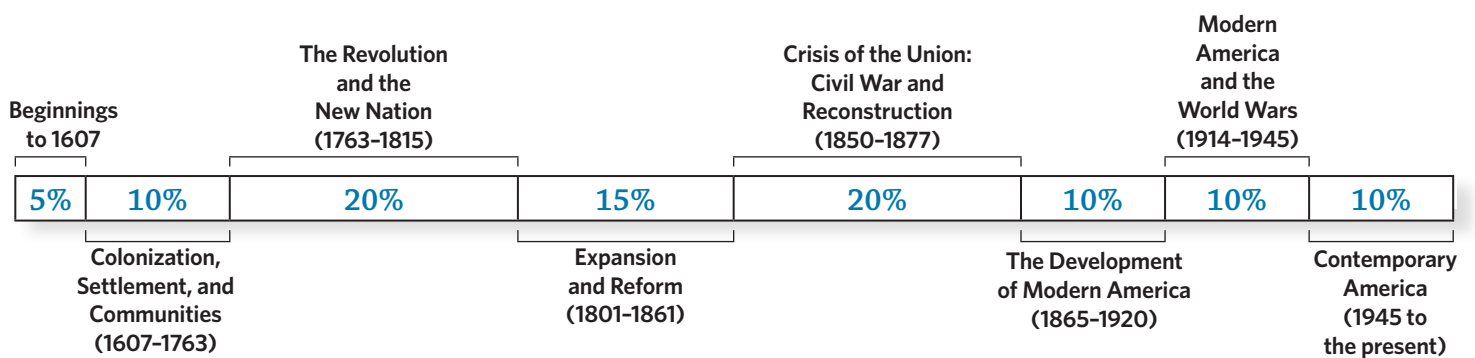 Beginnings
to 1607
The Revolution
and the
New Nation
(1763–1815)
Crisis of the Union:
Civil War and
Reconstruction
(1850–1877)
Modern
America
and the
World Wars
(1914–1945)
5%
10%
20%
15%
20%
10%
10%
10%
Colonization,
Settlement, and
Communities
(1607–1763)
Expansion
and Reform
(1801–1861)
The Development
of Modern America
(1865–1920)
Contemporary
America
(1945 to
the present)